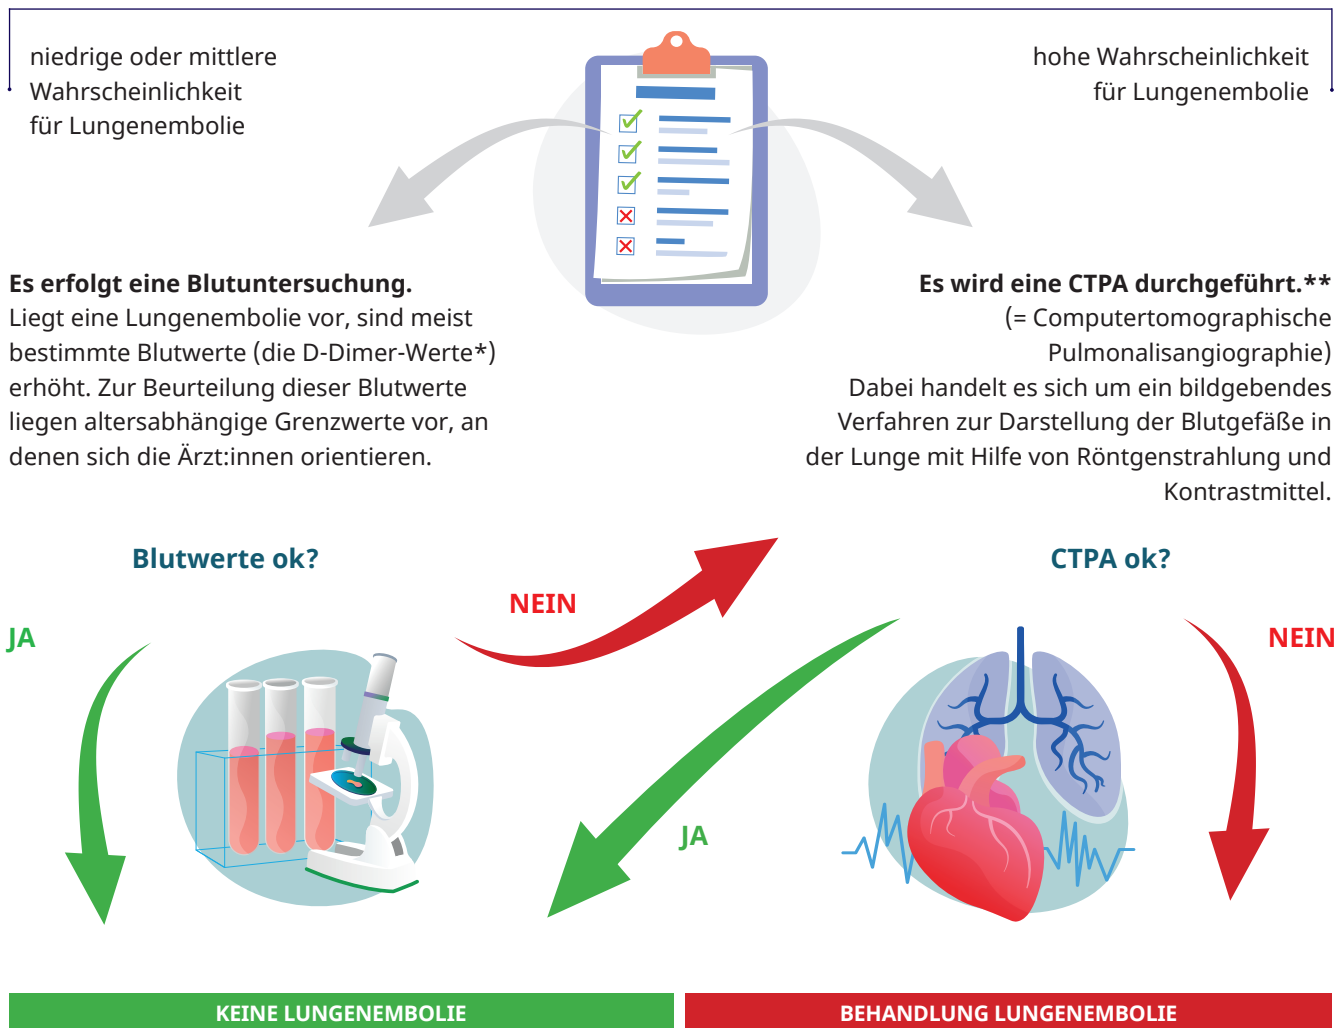 niedrige oder mittlere
Wahrscheinlichkeit
für Lungenembolie
hohe Wahrscheinlichkeit
für Lungenembolie
Es erfolgt eine Blutuntersuchung.
Liegt eine Lungenembolie vor, sind meist
bestimmte Blutwerte (die D-Dimer-Werte*)
erhöht. Zur Beurteilung dieser Blutwerte
liegen altersabhängige Grenzwerte vor, an
denen sich die Ärzt:innen orientieren.
Es wird eine CTPA durchgeführt.**
(= Computertomographische
Pulmonalisangiographie)
Dabei handelt es sich um ein bildgebendes
Verfahren zur Darstellung der Blutgefäße in
der Lunge mit Hilfe von Röntgenstrahlung und
Kontrastmittel.
Blutwerte ok?
CTPA ok?
NEIN
JA
NEIN
JA
KEINE LUNGENEMBOLIE
BEHANDLUNG LUNGENEMBOLIE